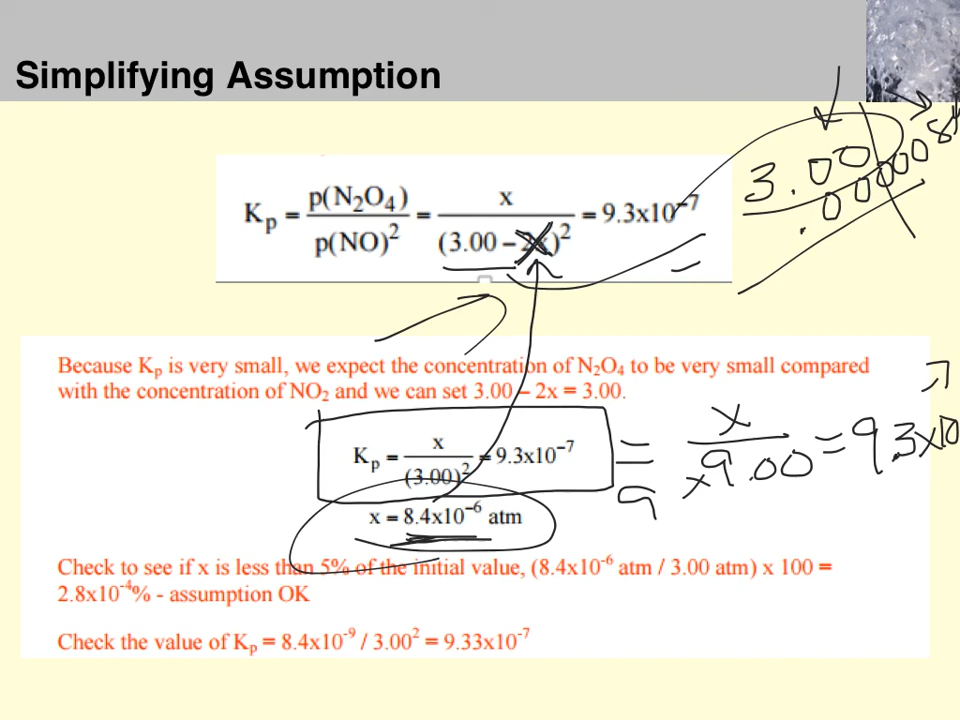 Simplifying Assumption
Kp = p(N2O4) / p(NO)2 = x / (3.00 – 2x)2 = 9.3x10–7
3.00
.0000084
=
Because Kp is very small, we expect the concentration of N2O4 to be very small compared
with the concentration of NO2 and we can set 3.00 – 2x = 3.00.
Kp = x / (3.00)2 = 9.3x10–7
= x / 9.00 = 9.3x10
x = 8.4x10–6 atm
Check to see if x is less than 5% of the initial value, (8.4x10-6 atm / 3.00 atm) x 100 =
2.8x10-4% - assumption OK
Check the value of Kp = 8.4x10-9 / 3.002 = 9.33x10-7